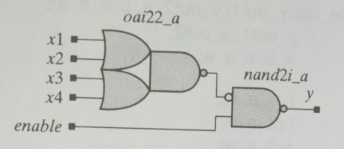 oai22_a
x1
x2
nand2i_a
x3
y
x4
enable